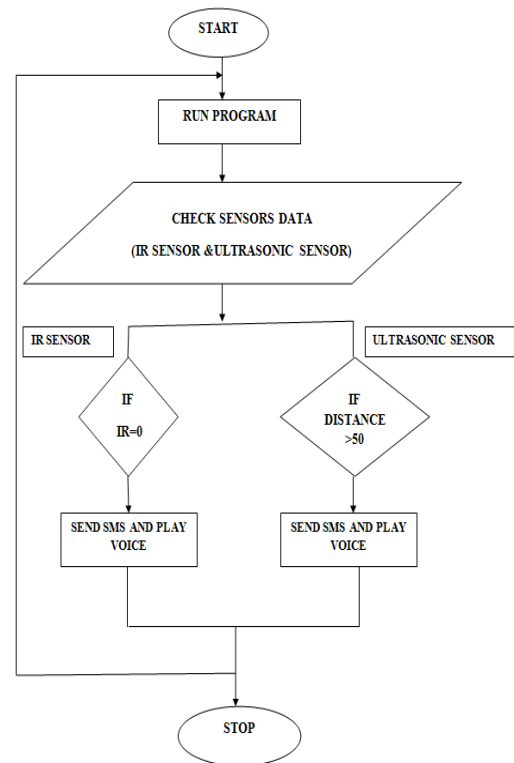 START
RUN PROGRAM
CHECK SENSORS DATA
(IR SENSOR &ULTRASONIC SENSOR)
IR SENSOR
ULTRASONIC SENSOR
IF
IR=0
IF
DISTANCE
>50
SEND SMS AND PLAY
VOICE
SEND SMS AND PLAY
VOICE
STOP